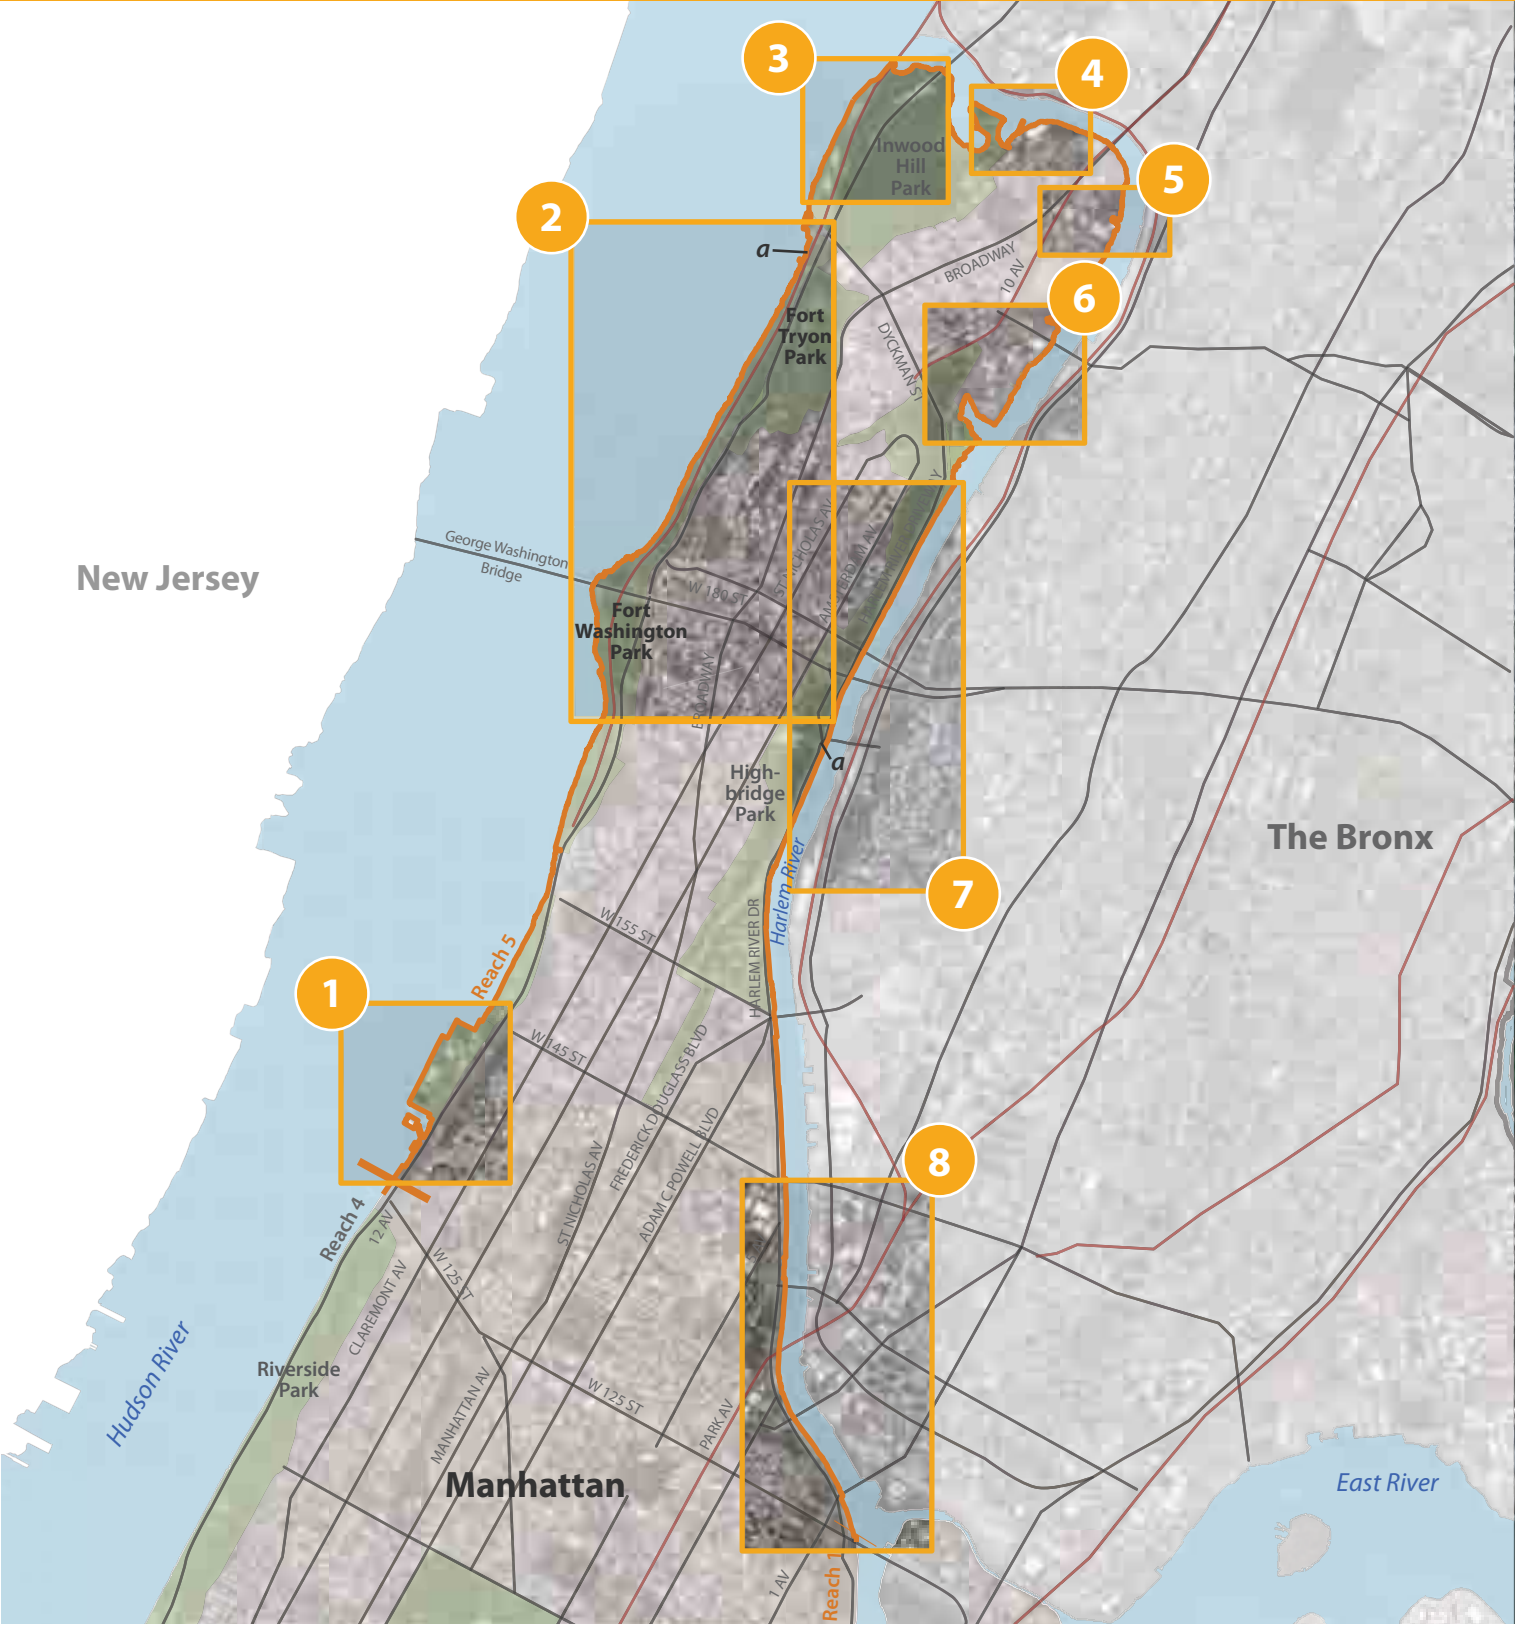 3
4
Inwood
Hill
Park
5
2
a
BROADWAY
10 AV
6
Fort
Tryon
Park
DYCKMAN ST
George Washington
Bridge
New Jersey
ST NICHOLAS AV
AMSTERDAM AV
W 180 ST
Fort
Washington
Park
BROADWAY
a
High-
bridge
Park
The Bronx
Harlem River
7
W 155 ST
HARLEM RIVER DR
Reach 5
1
W 145 ST
FREDERICK DOUGLASS BLVD
ADAM C POWELL BLVD
ST NICHOLAS AV
8
Reach 4
12 AV
W 125 ST
CLAREMONT AV
Hudson River
Riverside
Park
MANHATTAN AV
W 125 ST
PARK AV
Manhattan
East River
1 AV
Reach 1